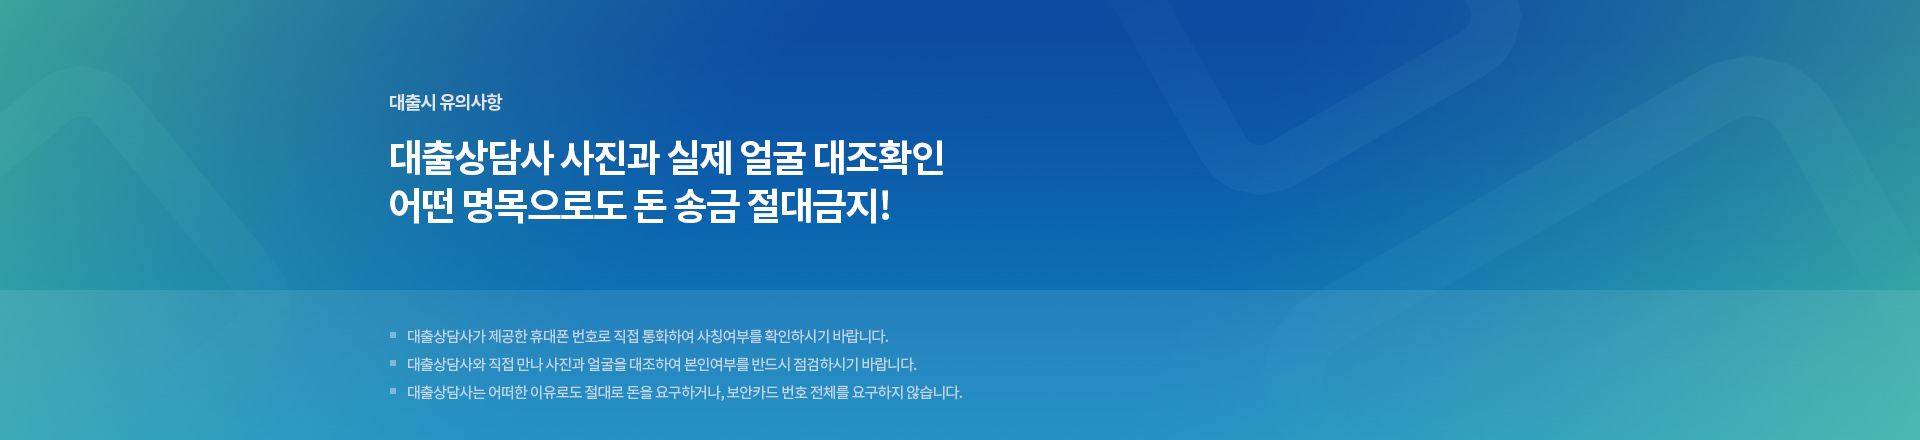 대출시 유의사항
대출상담사 사진과 실제 얼굴 대조확인
어떤 명목으로도 돈 송금 절대금지!
대출상담사가 제공한 휴대폰 번호로 직접 통화하여 사칭여부를 확인하시기 바랍니다.
대출상담사와 직접 만나 사진과 얼굴을 대조하여 본인여부를 반드시 점검하시기 바랍니다.
대출상담사는 어떠한 이유로도 절대로 돈을 요구하거나, 보안카드 번호 전체를 요구하지 않습니다.